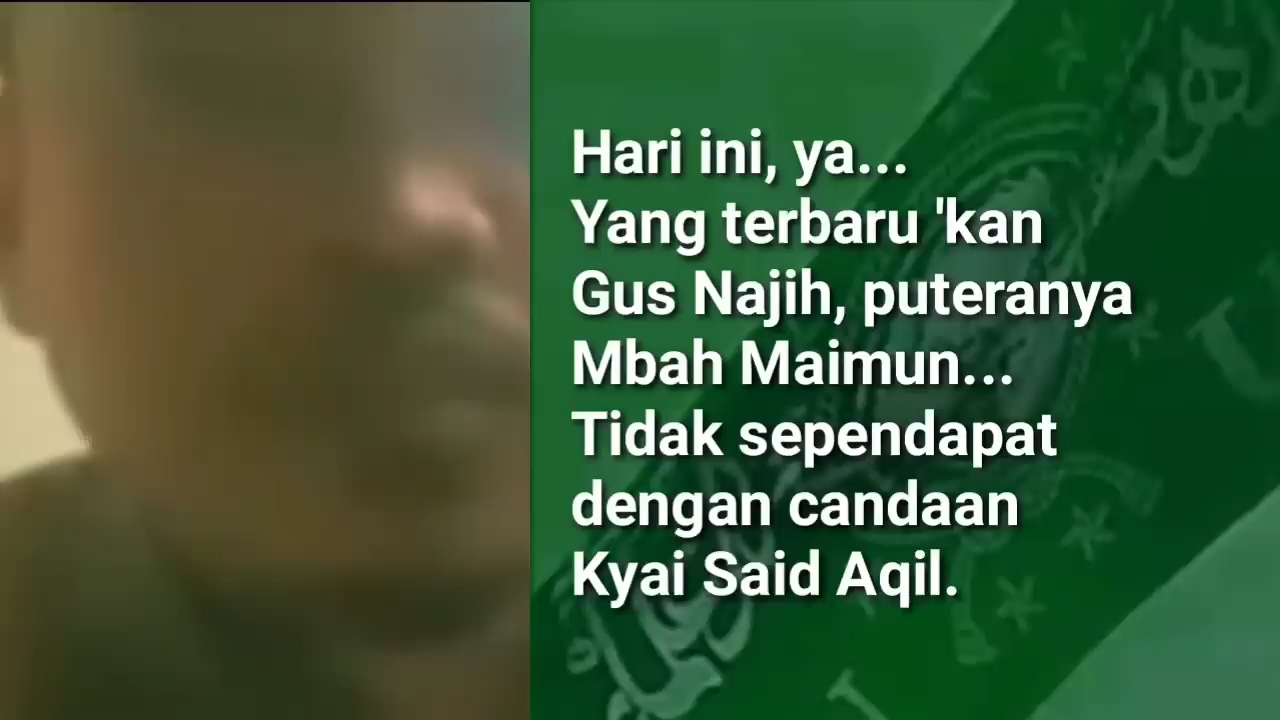 Hari ini, ya...
Yang terbaru 'kan
Gus Najih, puteranya
Mbah Maimun...
Tidak sependapat
dengan candaan
Kyai Said Aqil.